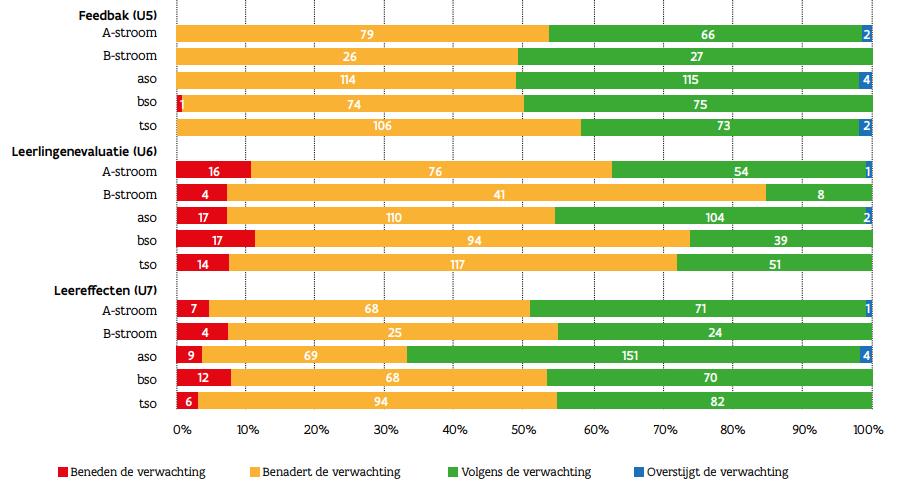 Feedbak (U5)
A-stroom 79 66 2
B-stroom 26 27
aso 114 115 4
bso 1 74 75
tso 106 73 2
Leerlingenevaluatie (U6)
A-stroom 16 76 54 1
B-stroom 4 41 8
aso 17 110 104 2
bso 17 94 39
tso 14 117 51
Leereffecten (U7)
A-stroom 7 68 71 1
B-stroom 4 25 24
aso 9 69 151 4
bso 12 68 70
tso 6 94 82
0% 10% 20% 30% 40% 50% 60% 70% 80% 90% 100%
Beneden de verwachting Benadert de verwachting Volgens de verwachting Overstijgt de verwachting